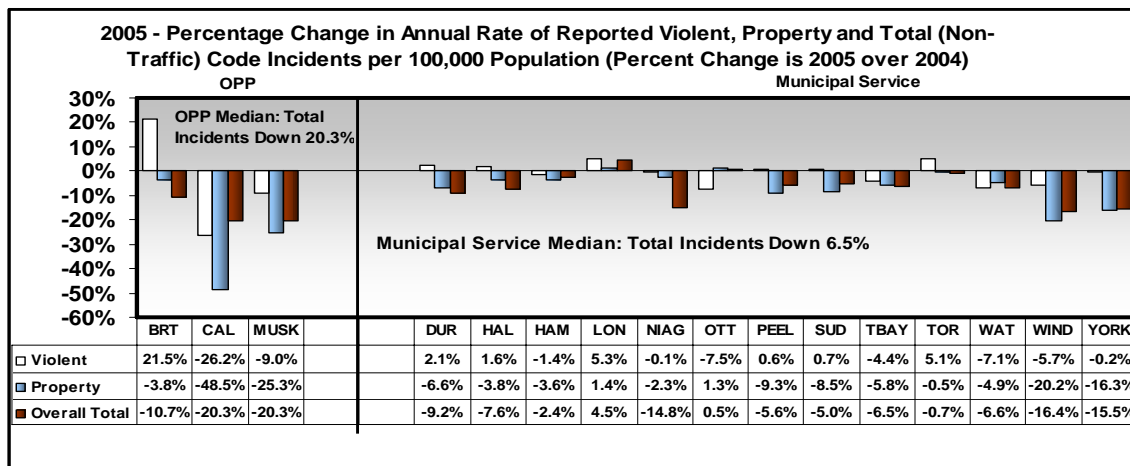 2005 - Percentage Change in Annual Rate of Reported Violent, Property and Total (Non-
Traffic) Code Incidents per 100,000 Population (Percent Change is 2005 over 2004)
OPP Municipal Service
30%
20%
10%
0%
-10%
-20%
-30%
-40%
-50%
-60%
OPP Median: Total
Incidents Down 20.3%
Municipal Service Median: Total Incidents Down 6.5%
BRT CAL MUSK DUR HAL HAM LON NIAG OTT PEEL SUD TBAY TOR WAT WIND YORK
Violent 21.5% -26.2% -9.0% 2.1% 1.6% -1.4% 5.3% -0.1% -7.5% 0.6% 0.7% -4.4% 5.1% -7.1% -5.7% -0.2%
Property -3.8% -48.5% -25.3% -6.6% -3.8% -3.6% 1.4% -2.3% 1.3% -9.3% -8.5% -5.8% -0.5% -4.9% -20.2% -16.3%
Overall Total -10.7% -20.3% -20.3% -9.2% -7.6% -2.4% 4.5% -14.8% 0.5% -5.6% -5.0% -6.5% -0.7% -6.6% -16.4% -15.5%